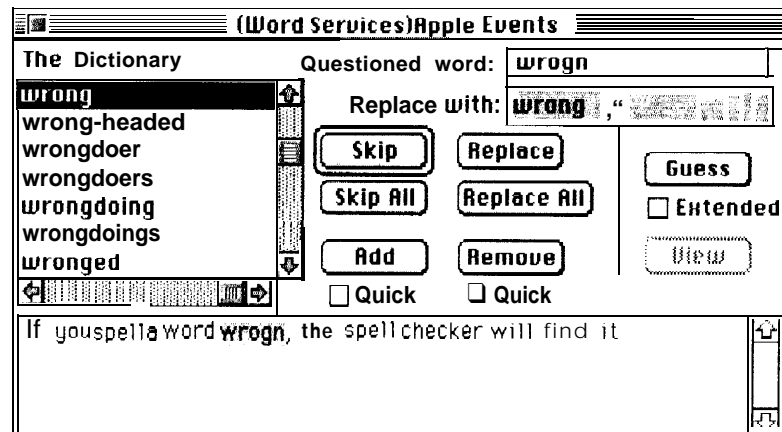 (Word Services)Apple Events
The Dictionary
wrong
wrong-headed
wrongdoer
wrongdoers
wrongdoing
wrongdoings
wronged
Questioned word: wrogn
Replace with: wrong ,“
Skip
Replace
Skip All
Replace All
Add
Remove
Quick
Quick
Guess
Extended
View
If youspella word wrogn, the spell checker will find it